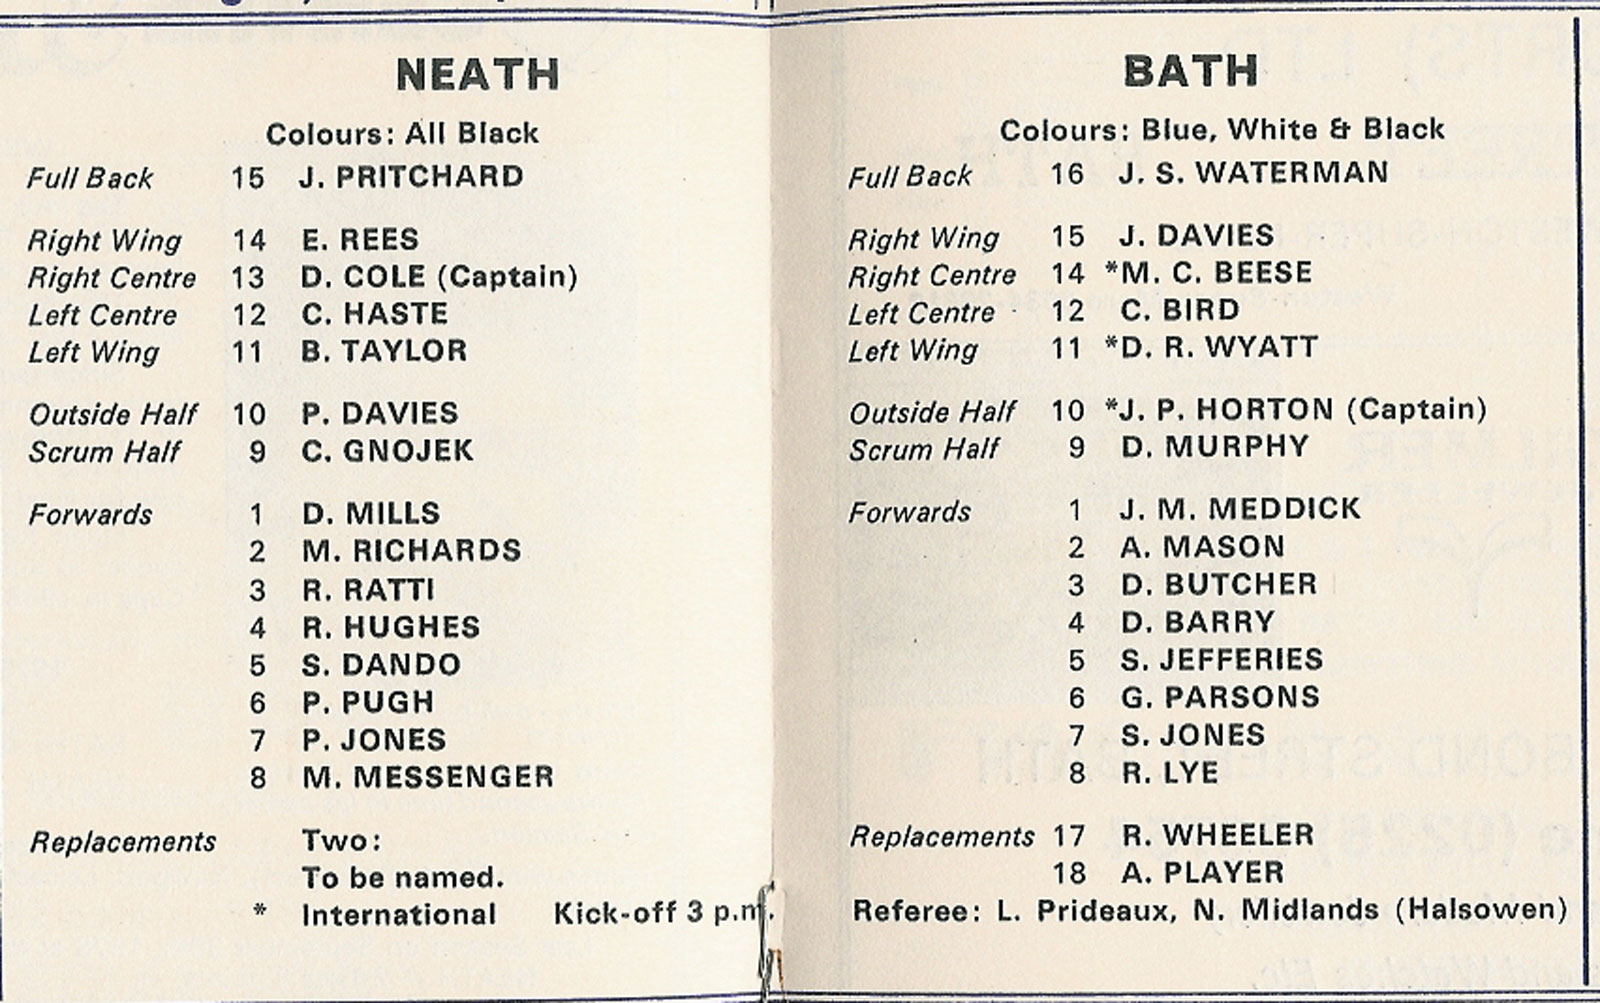 NEATH
Colours: All Black
Full Back 15 J. PRITCHARD
Right Wing 14 E. REES
Right Centre 13 D. COLE (Captain)
Left Centre 12 C. HASTE
Left Wing 11 B. TAYLOR
Outside Half 10 P. DAVIES
Scrum Half 9 C. GNOJEK
Forwards 1 D. MILLS
2 M. RICHARDS
3 R. RATTI
4 R. HUGHES
5 S. DANDO
6 P. PUGH
7 P. JONES
8 M. MESSENGER
Replacements Two:
To be named.
* International Kick-off 3 p.m.
BATH
Colours: Blue, White & Black
Full Back 16 J. S. WATERMAN
Right Wing 15 J. DAVIES
Right Centre 14 *M. C. BEESE
Left Centre 12 C. BIRD
Left Wing 11 *D. R. WYATT
Outside Half 10 *J. P. HORTON (Captain)
Scrum Half 9 D. MURPHY
Forwards 1 J. M. MEDDICK
2 A. MASON
3 D. BUTCHER
4 D. BARRY
5 S. JEFFERIES
6 G. PARSONS
7 S. JONES
8 R. LYE
Replacements 17 R. WHEELER
18 A. PLAYER
Referee: L. Prideaux, N. Midlands (Halsowen)